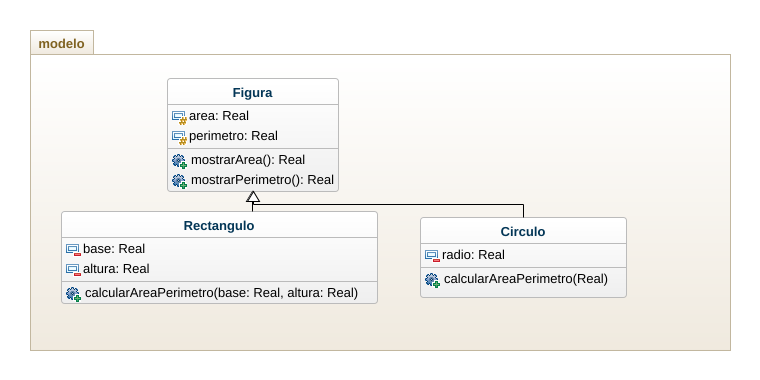 modelo
Figura
area: Real
perimetro: Real
mostrarArea(): Real
mostrarPerimetro(): Real
Rectangulo
base: Real
altura: Real
calcularAreaPerimetro(base: Real, altura: Real)
Circulo
radio: Real
calcularAreaPerimetro(Real)